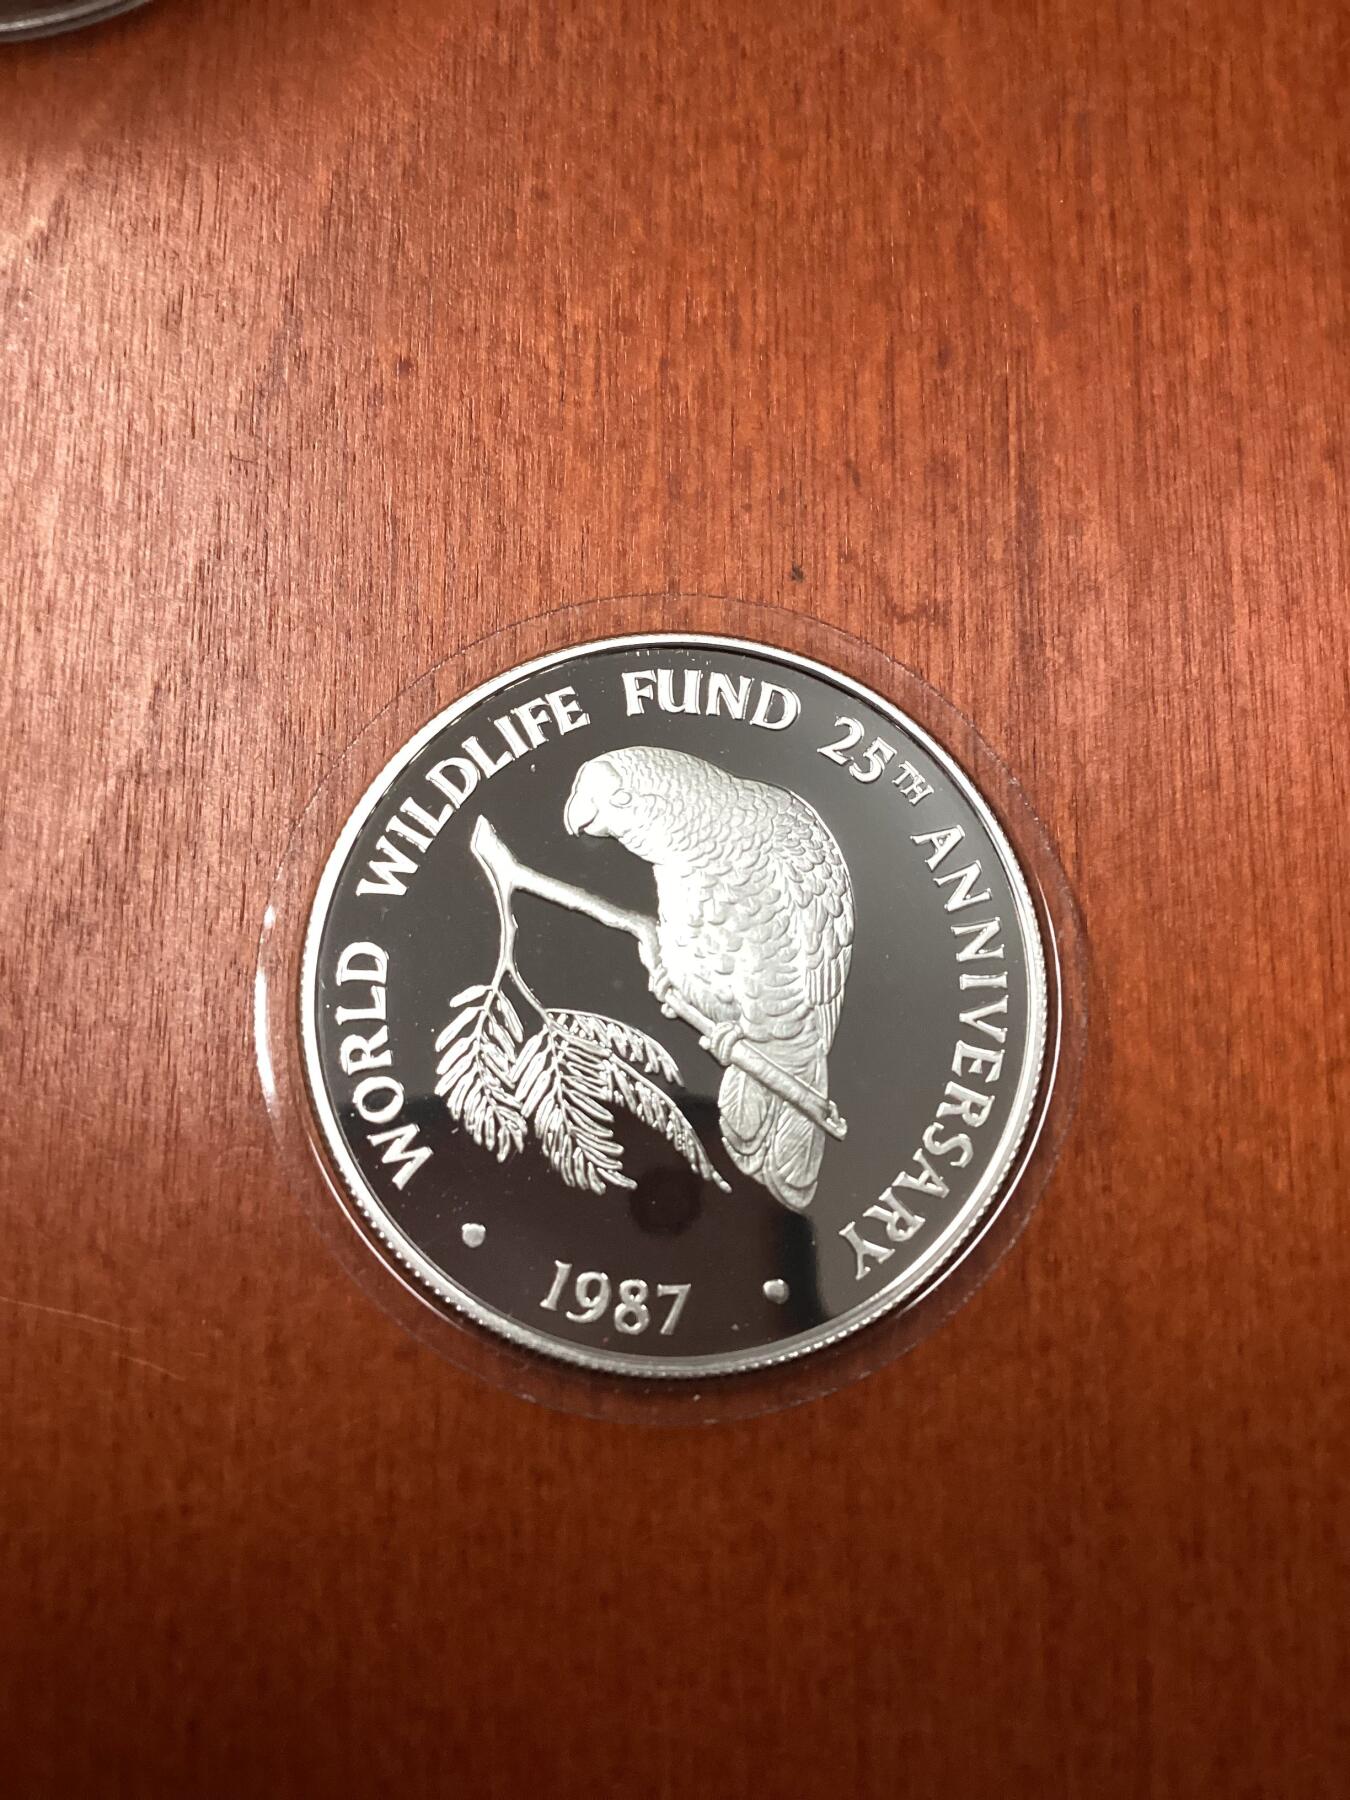 WORLD WILDLIFE FUND 25TH ANNIVERSARY
• 1987 •